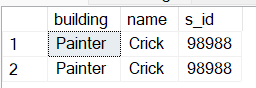 building name s_id
1 Painter Crick 98988
2 Painter Crick 98988